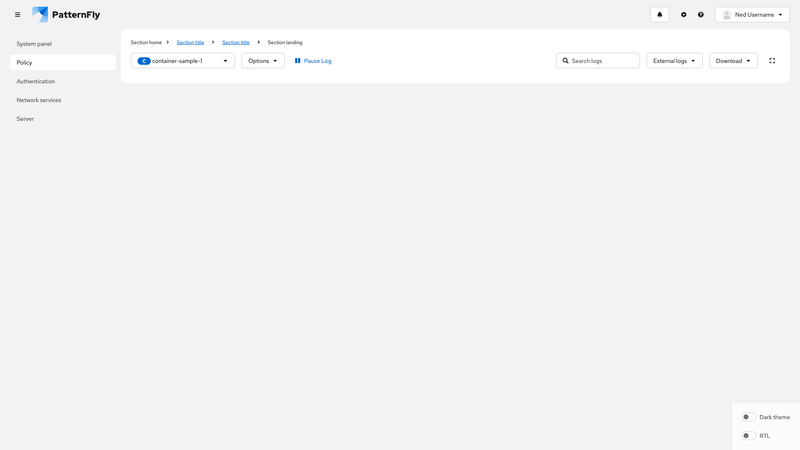 PatternFly
Ned Username
System panel
Policy
Authentication
Network services
Server
Section home
Section title
Section title
Section landing
C container-sample-1
Options
Pause Log
Search logs
External logs
Download
Dark theme
RTL